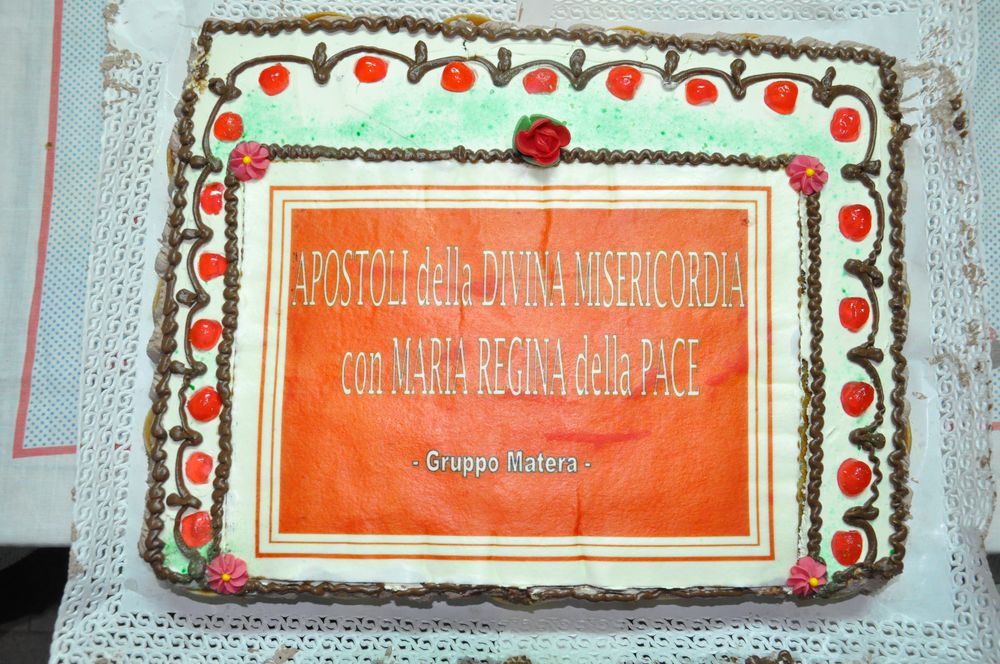 APOSTOLI della DIVINA MISERICORDIA
con MARIA REGINA della PACE
- Gruppo Matera -